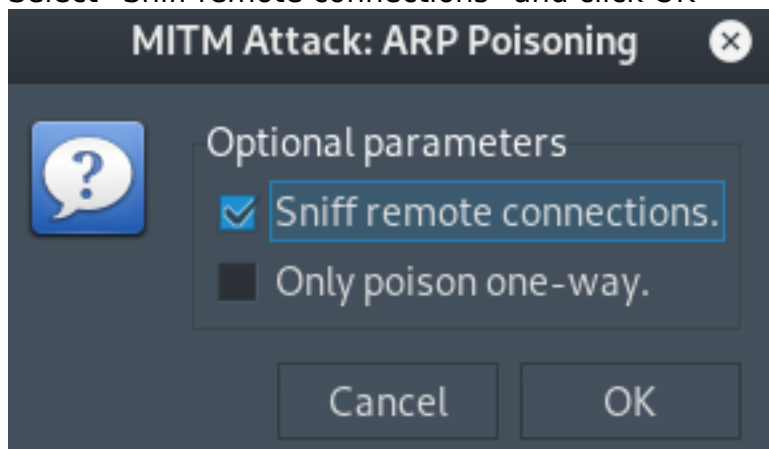 Select "Sniff remote connections" and click OK
MITM Attack: ARP Poisoning
?
Optional parameters
Sniff remote connections.
Only poison one-way.
Cancel
OK